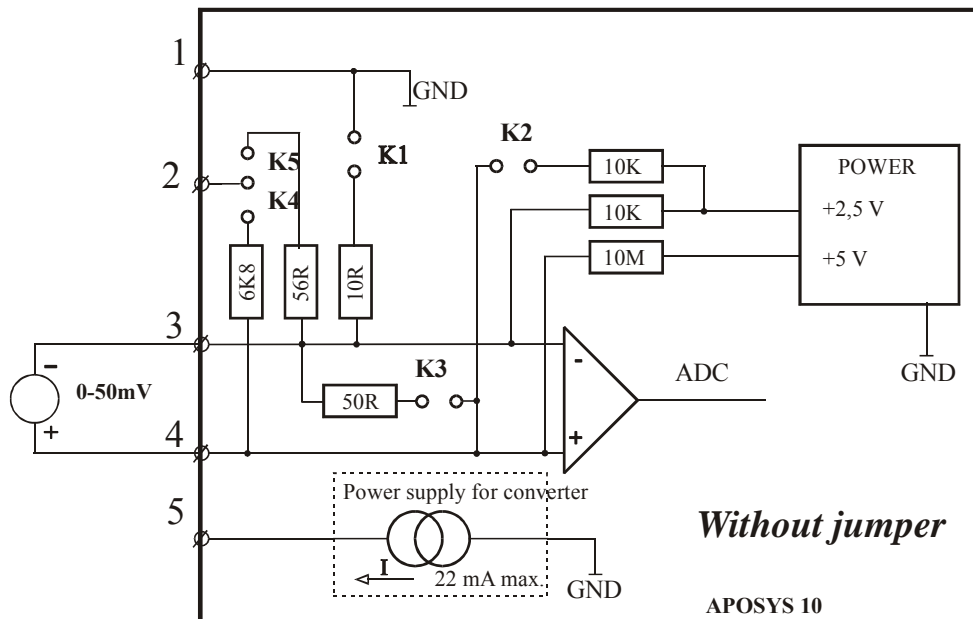 1
GND
K2
K1
10K
K5
POWER
2
K4
10K
+2,5 V
10M
+5 V
6K8
56R
10R
3
-
-
K3
ADC
GND
0-50mV
50R
+
+
4
Power supply for converter
5
Without jumper
I
22 mA max.
GND
APOSYS 10